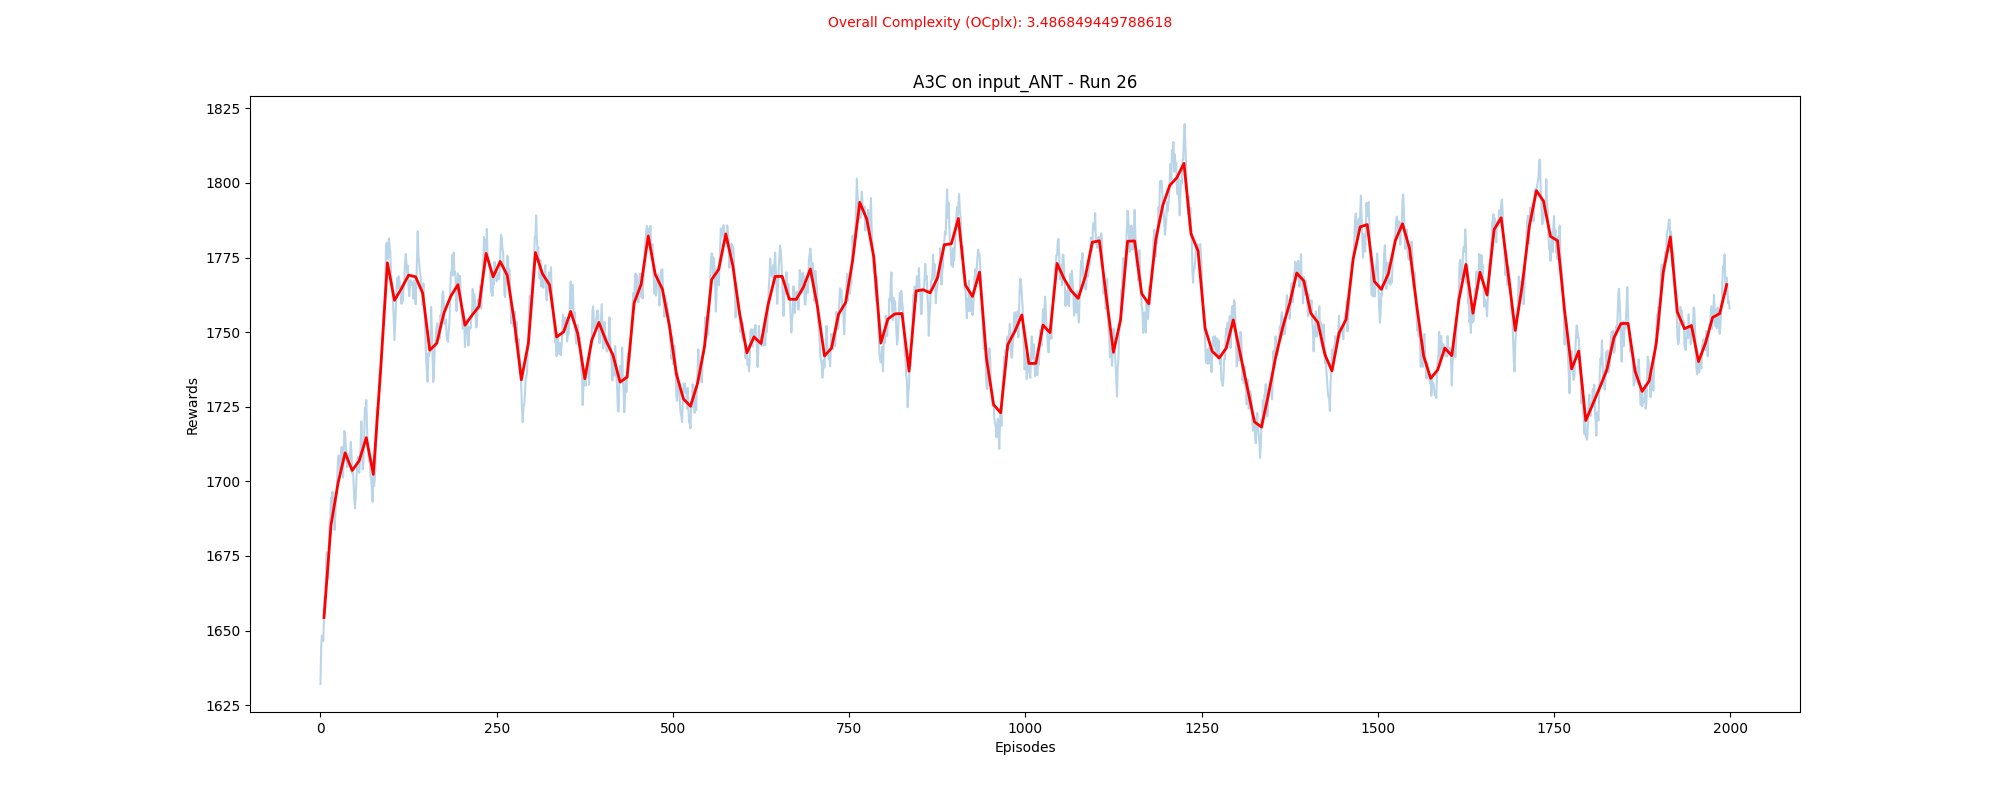 Overall Complexity (OCplx): 3.486849449788618
A3C on input_ANT - Run 26
1825
1800
1775
1750
1725
1700
1675
1650
1625
Rewards
0 250 500 750 1000 1250 1500 1750 2000
Episodes